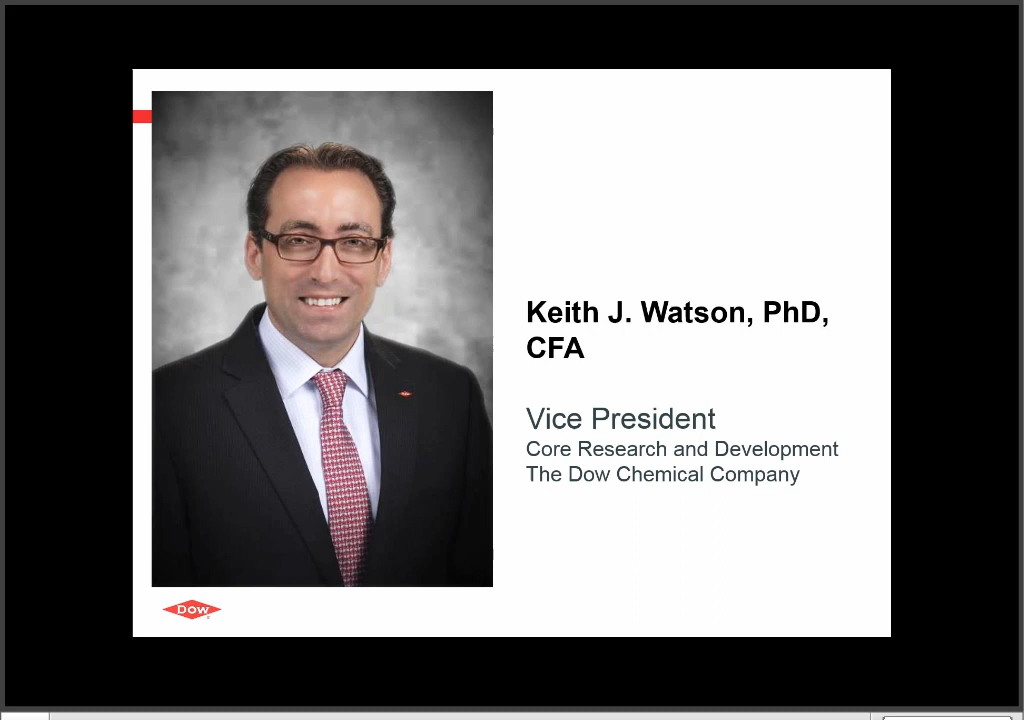 Keith J. Watson, PhD,
CFA
Vice President
Core Research and Development
The Dow Chemical Company
Dow